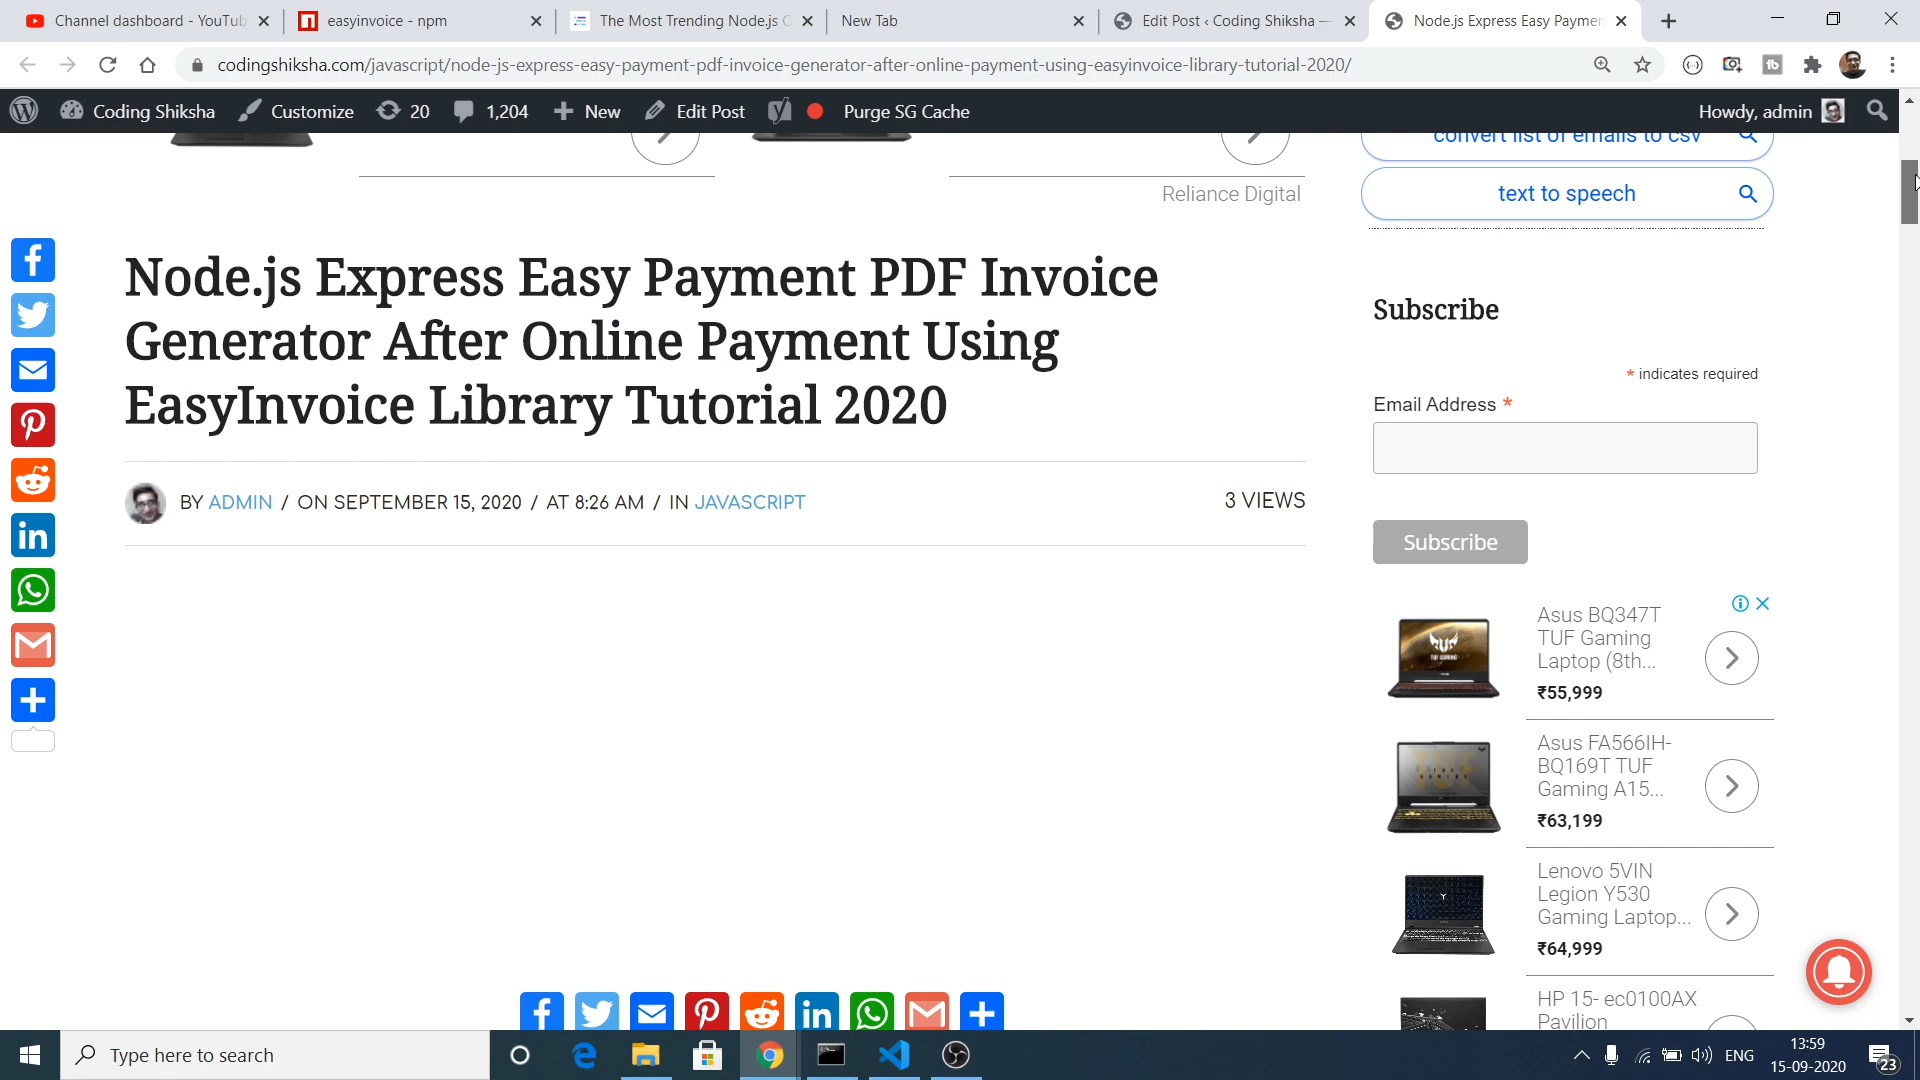 Channel dashboard - YouTub
easyinvoice - npm
The Most Trending Node.js C
New Tab
Edit Post ‹ Coding Shiksha —
Node.js Express Easy Paymen
codingshiksha.com/javascript/node-js-express-easy-payment-pdf-invoice-generator-after-online-payment-using-easyinvoice-library-tutorial-2020/
Coding Shiksha
Customize
20
1,204
New
Edit Post
Purge SG Cache
Howdy, admin
convert list of emails to csv
Reliance Digital
text to speech
Node.js Express Easy Payment PDF Invoice
Generator After Online Payment Using
EasyInvoice Library Tutorial 2020
BY ADMIN / ON SEPTEMBER 15, 2020 / AT 8:26 AM / IN JAVASCRIPT
3 VIEWS
Subscribe
* indicates required
Email Address *
Subscribe
Asus BQ347T
TUF Gaming
Laptop (8th...
₹55,999
Asus FA566IH-
BQ169T TUF
Gaming A15...
₹63,199
Lenovo 5VIN
Legion Y530
Gaming Laptop...
₹64,999
HP 15- ec0100AX
Pavilion
Type here to search
ENG
13:59
15-09-2020
23